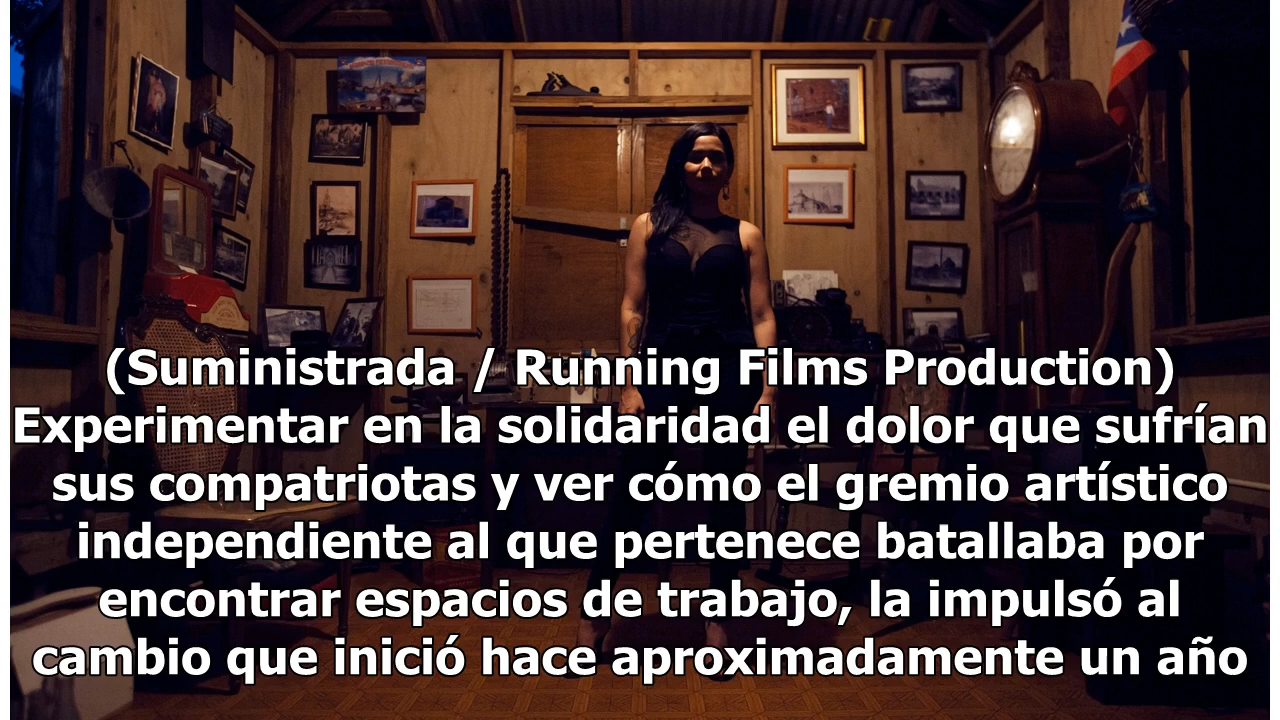 (Suministrada / Running Films Production)
Experimentar en la solidaridad el dolor que sufrían
sus compatriotas y ver cómo el gremio artístico
independiente al que pertenece batallaba por
encontrar espacios de trabajo, la impulsó al
cambio que inició hace aproximadamente un año